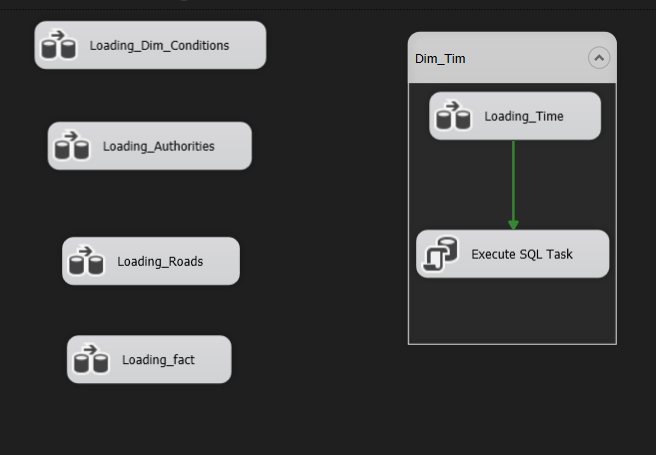 Loading_Dim_Conditions
Loading_Authorities
Loading_Roads
Loading_fact
Dim_Tim
Loading_Time
Execute SQL Task